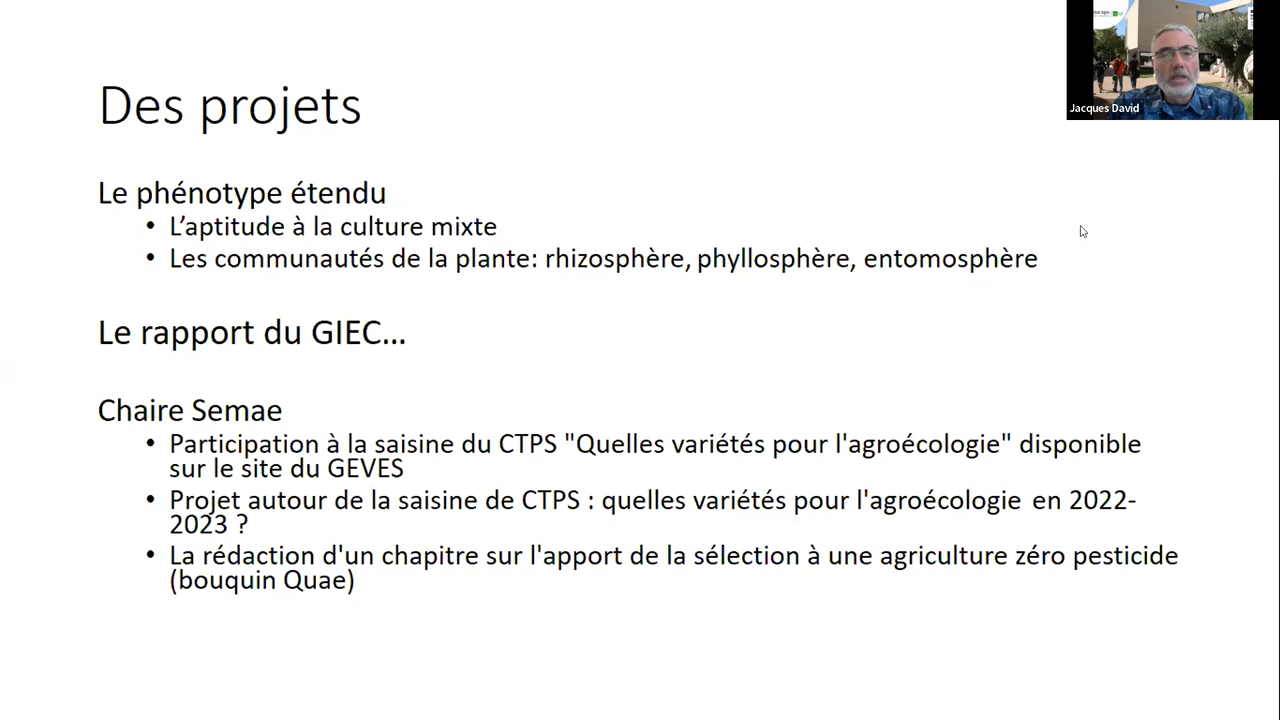 Des projets
Jacques David
Le phénotype étendu
• L’aptitude à la culture mixte
• Les communautés de la plante: rhizosphère, phyllosphère, entomosphère
Le rapport du GIEC…
Chaire Semae
• Participation à la saisine du CTPS "Quelles variétés pour l'agroécologie" disponible
sur le site du GEVES
• Projet autour de la saisine de CTPS : quelles variétés pour l'agroécologie en 2022-
2023 ?
• La rédaction d'un chapitre sur l'apport de la sélection à une agriculture zéro pesticide
(bouquin Quae)